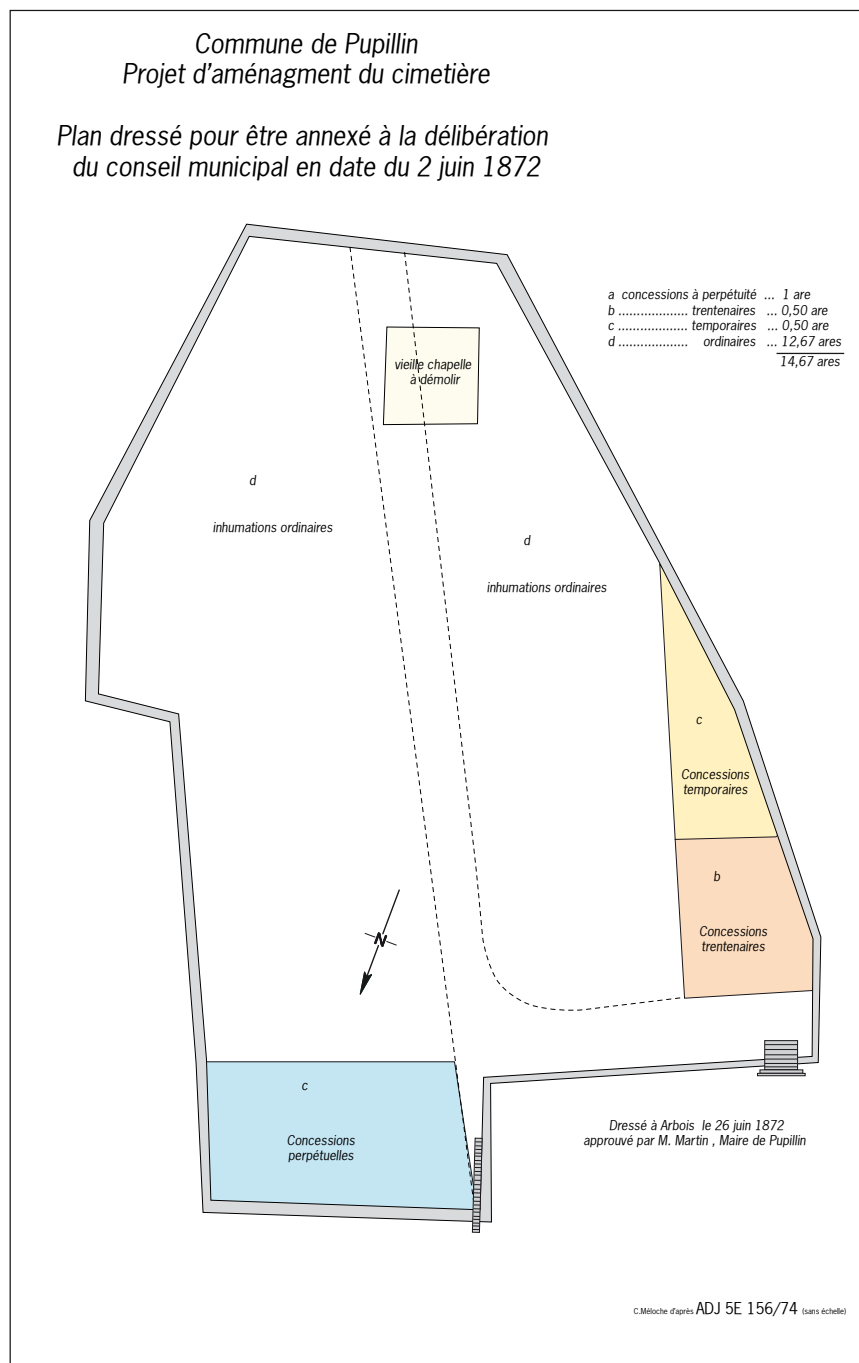 Commune de Pupillin
Projet d'aménagment du cimetière
Plan dressé pour être annexé à la délibération
du conseil municipal en date du 2 juin 1872
a concessions à perpétuité ... 1 are
b ................... trentenaires ... 0,50 are
c ................... temporaires ... 0,50 are
d ................... ordinaires ... 12,67 ares
14,67 ares
vieille chapelle
à démolir
d
inhumations ordinaires
d
inhumations ordinaires
c
Concessions
temporaires
b
Concessions
trentenaires
N
c
Concessions
perpétuelles
Dressé à Arbois le 26 juin 1872
approuvé par M. Martin , Maire de Pupillin
C.Méloche d'après ADJ 5E 156/74 (sans échelle)